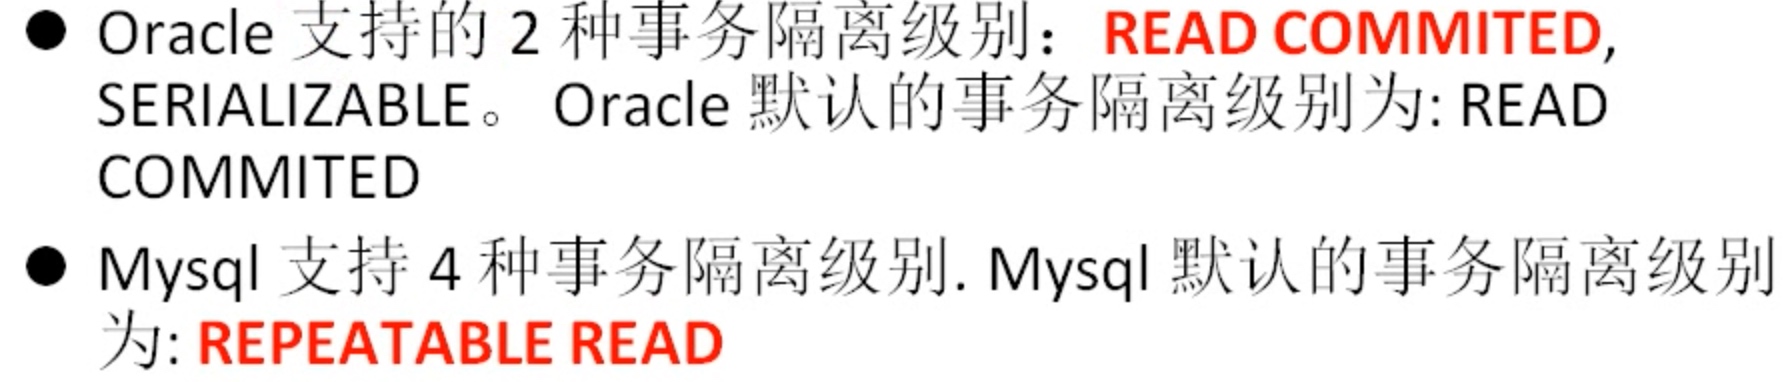 ● Oracle 支持的 2 种事务隔离级别：READ COMMITED,
SERIALIZABLE。 Oracle 默认的事务隔离级别为: READ
COMMITED
● Mysql 支持 4 种事务隔离级别. Mysql 默认的事务隔离级别
为: REPEATABLE READ